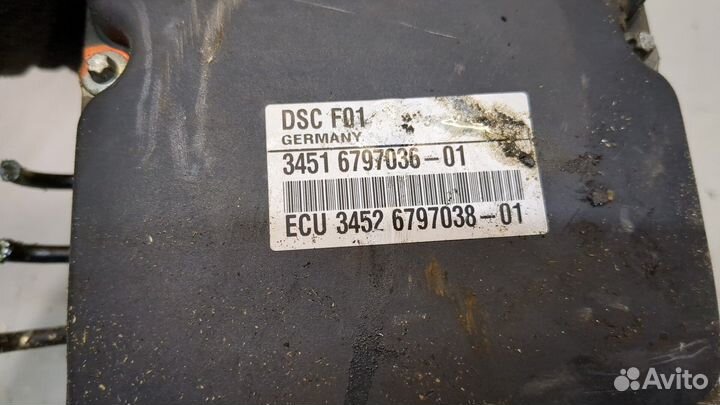 DSC F01
GERMANY
3451 6797036-01
ECU 3452 6797038-01
Avito